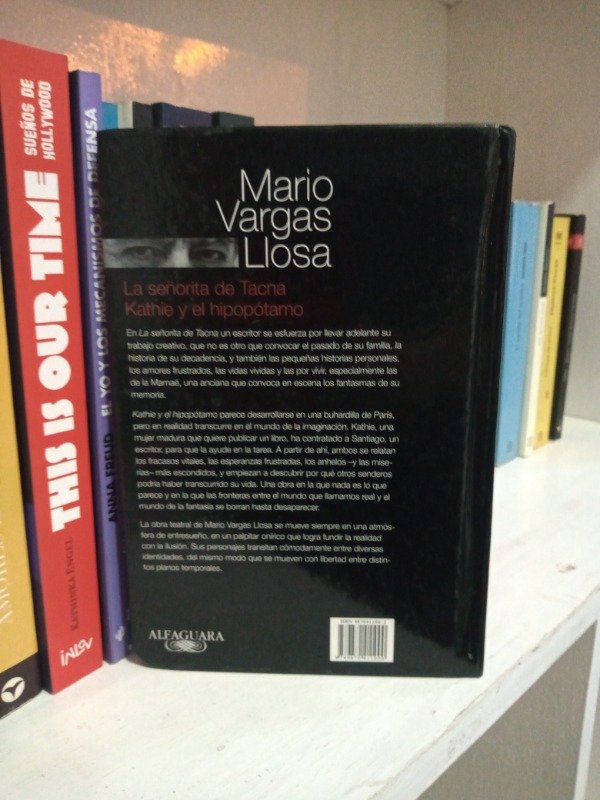 AMORES
THIS IS OUR TIME
SUEÑOS DE
HOLLYWOOD
KATHINKA ENGEL
inLOV
ANNA FREUD EL YO Y LOS MECANISMOS DE DEFENSA
Mario
Vargas
Llosa
La señorita de Tacna
Kathie y el hipopótamo
En La señorita de Tacna un escritor se esfuerza por llevar adelante su
trabajo creativo, que no es otro que convocar el pasado de su familia, la
historia de su decadencia, y también las pequeñas historias personales,
los amores frustrados, las vidas vividas y las por vivir, especialmente las
de la Mamaé, una anciana que convoca en escena los fantasmas de su
memoria.
Kathie y el hipopótamo parece desarrollarse en una buhardilla de París,
pero en realidad transcurre en el mundo de la imaginación. Kathie, una
mujer madura que quiere publicar un libro, ha contratado a Santiago, un
escritor, para que la ayude en la tarea. A partir de ahí, ambos se relatan
los fracasos vitales, las esperanzas frustradas, los anhelos –y las mise-
rias– más escondidos, y empiezan a descubrir por qué otros senderos
podría haber transcurrido su vida. Una obra en la que nada es lo que
parece y en la que las fronteras entre el mundo que llamamos real y el
mundo de la fantasía se borran hasta desaparecer.
La obra teatral de Mario Vargas Llosa se mueve siempre en una atmós-
fera de entresueño, en un palpitar onírico que logra fundir la realidad
con la ilusión. Sus personajes transitan cómodamente entre diversas
identidades, del mismo modo que se mueven con libertad entre distin-
tos planos temporales.
ALFAGUARA